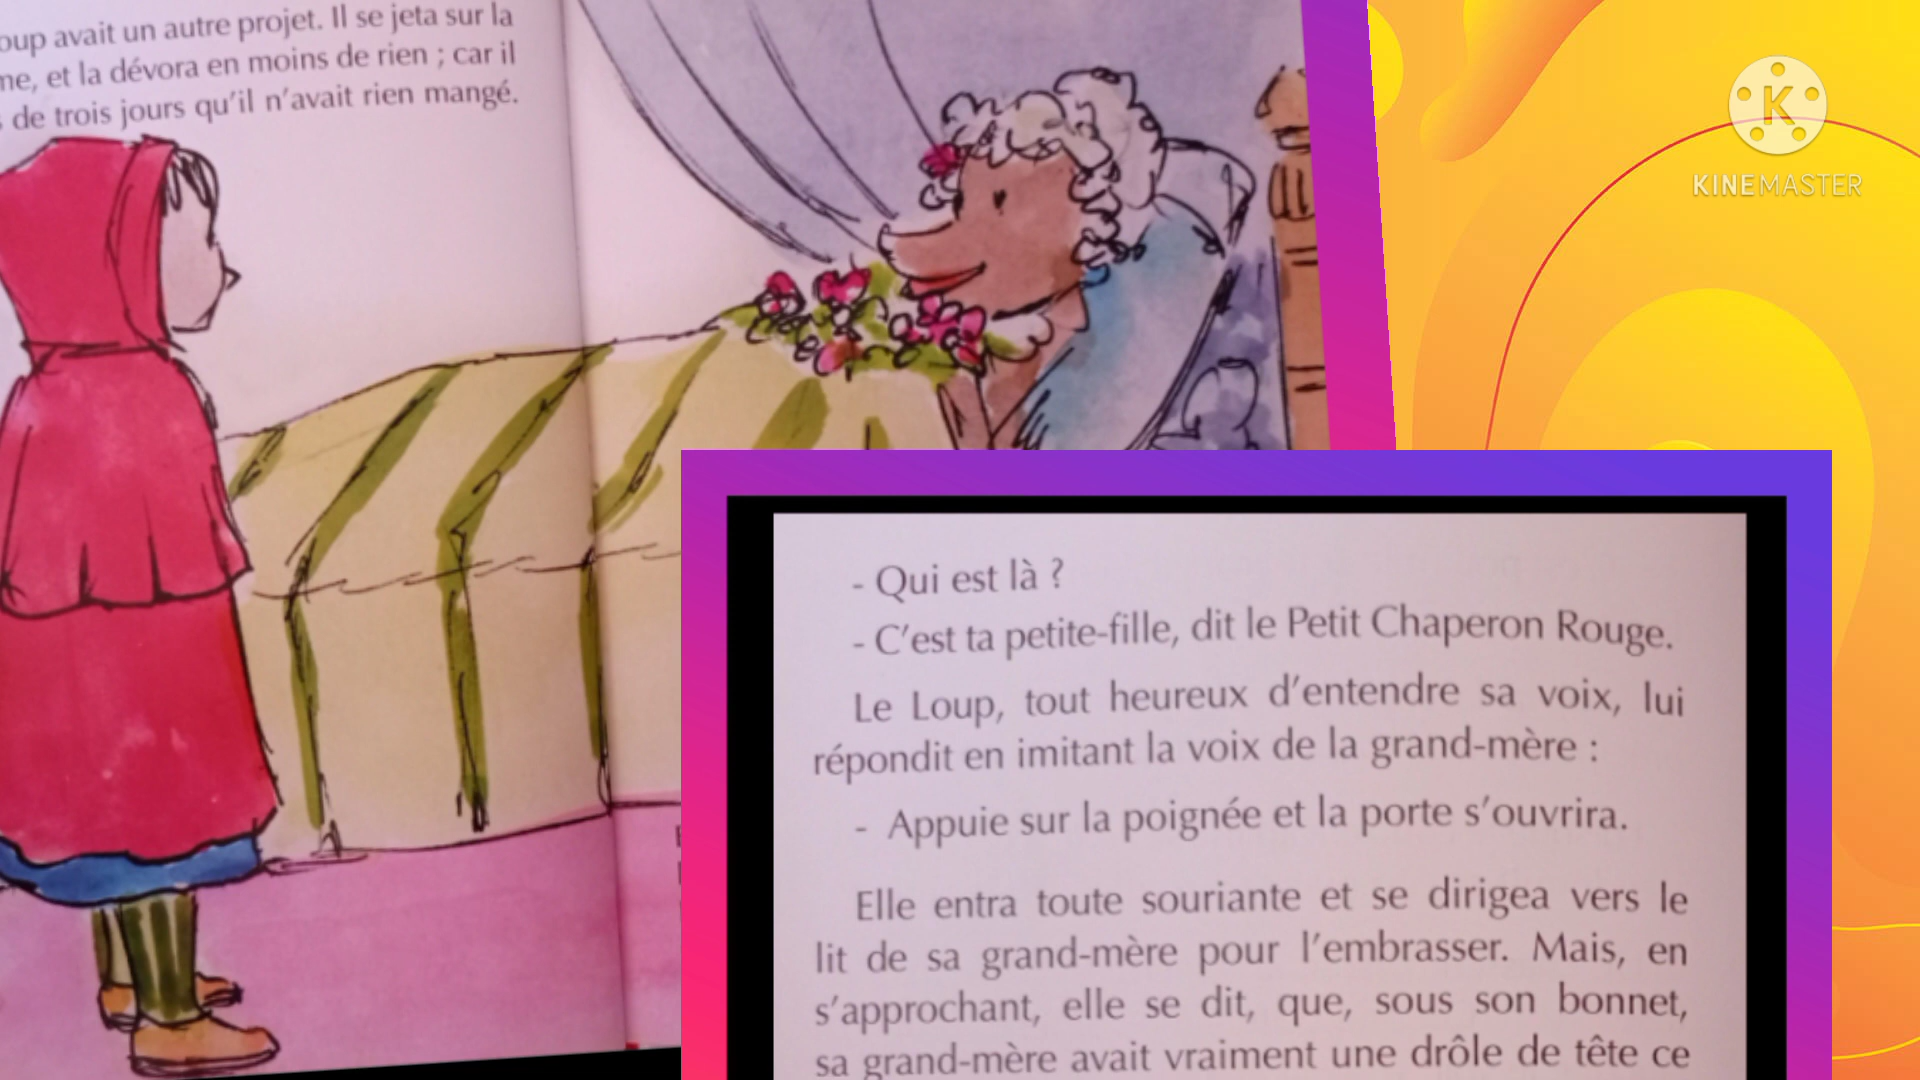 avait un autre projet. Il se jeta sur la
et la dévora en moins de rien ; car il
de trois jours qu'il n'avait rien mangé.
KINEMASTER
- Qui est là ?
- C'est ta petite-fille, dit le Petit Chaperon Rouge.
Le Loup, tout heureux d'entendre sa voix, lui
répondit en imitant la voix de la grand-mère :
- Appuie sur la poignée et la porte s'ouvrira.
Elle entra toute souriante et se dirigea vers le
lit de sa grand-mère pour l'embrasser. Mais, en
s'approchant, elle se dit, que, sous son bonnet,
sa grand-mère avait vraiment une drôle de tête ce